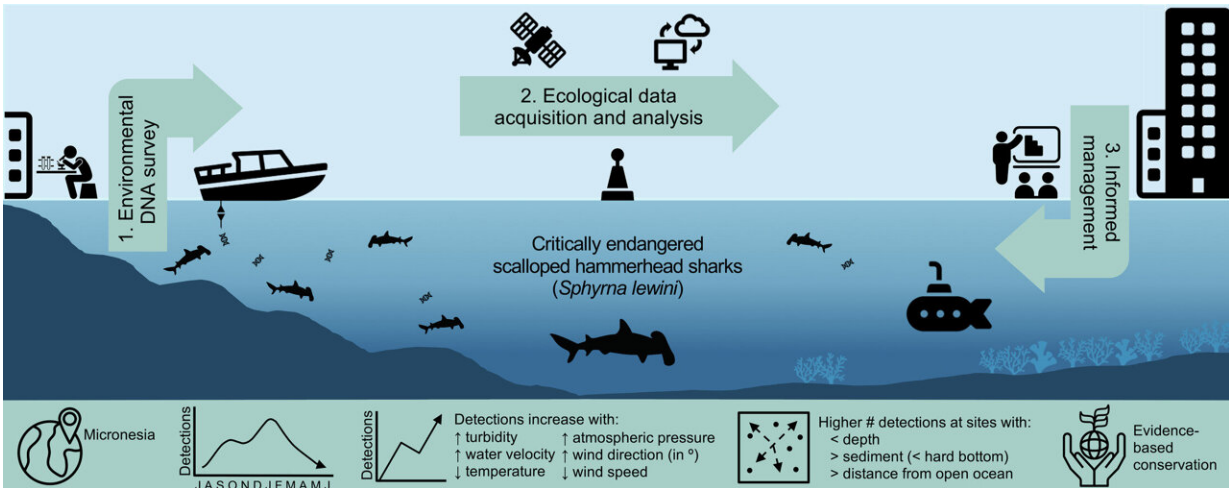 1. Environmental
DNA survey
2. Ecological data
acquisition and analysis
3. Informed
management
Critically endangered
scalloped hammerhead sharks
(Sphyrna lewini)
Micronesia
Detections
J A S O N D J F M A M J
Detections
Detections increase with:
↑ turbidity ↑ atmospheric pressure
↑ water velocity ↑ wind direction (in º)
↓ temperature ↓ wind speed
Higher # detections at sites with:
< depth
> sediment (< hard bottom)
> distance from open ocean
Evidence-
based
conservation